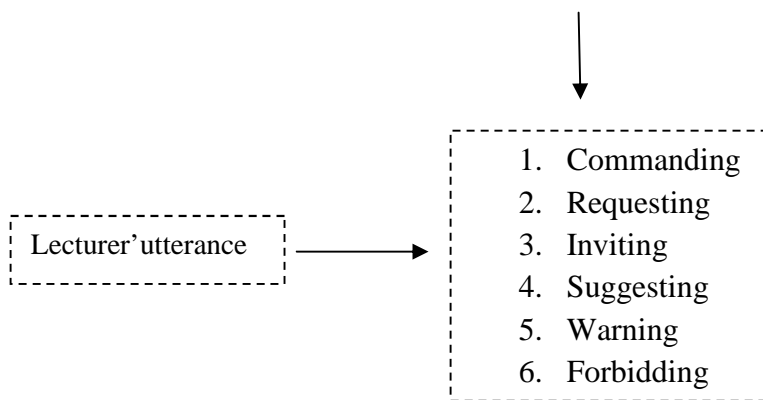 Lecturer’utterance
1. Commanding
2. Requesting
3. Inviting
4. Suggesting
5. Warning
6. Forbidding